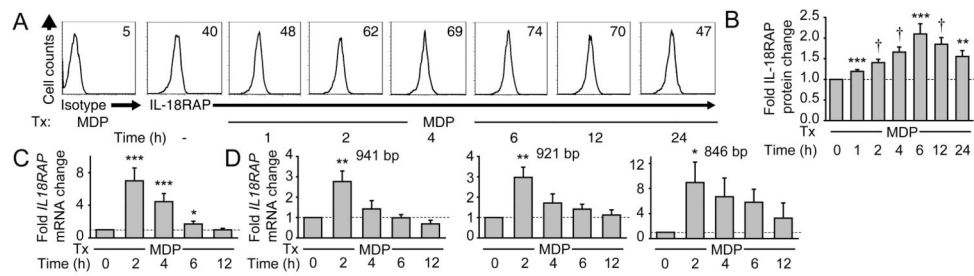 A
Cell counts
5
40
48
62
69
74
70
47
Isotype
IL-18RAP
Tx:
MDP
MDP
Time (h)
-
1
2
4
6
12
24
B
Fold IL-18RAP
protein change
2.5
2.0
1.5
1.0
0.5
***
†
†
***
†
**
Tx
MDP
Time (h)
0 1 2 4 6 12 24
C
Fold IL18RAP
mRNA change
9
6
3
0
***
***
*
Tx
MDP
Time (h)
0 2 4 6 12
D
Fold IL18RAP
mRNA change
4
3
2
1
0
**
941 bp
Tx
MDP
Time (h)
0 2 4 6 12
4
3
2
1
0
**
921 bp
MDP
0 2 4 6 12
12
8
4
0
*
846 bp
MDP
0 2 4 6 12